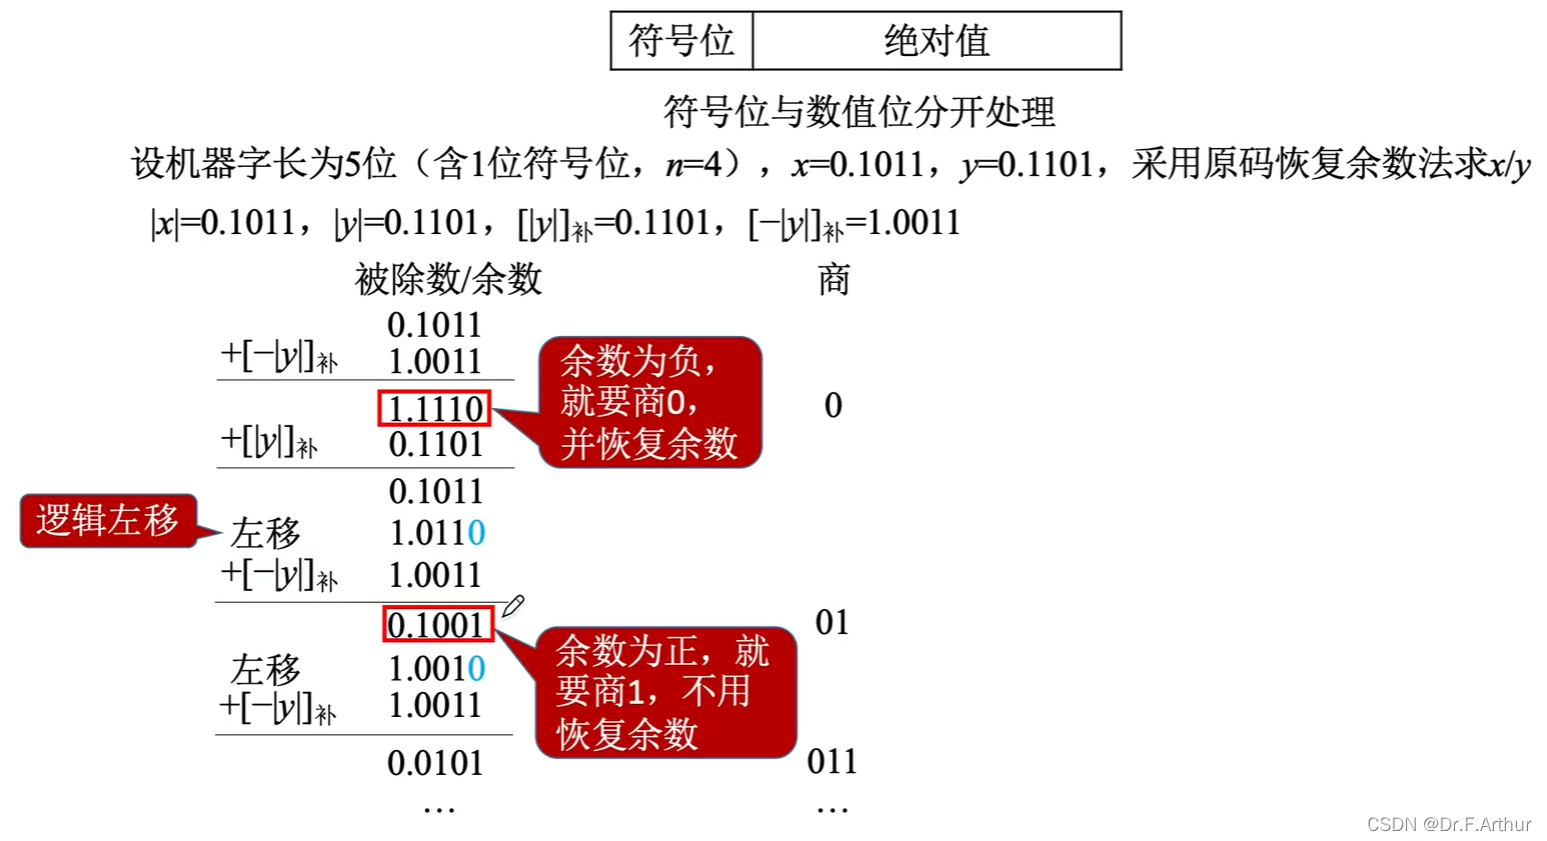 符号位 绝对值
符号位与数值位分开处理
设机器字长为5位（含1位符号位，n=4），x=0.1011，y=0.1101，采用原码恢复余数法求x/y
|x|=0.1011，|y|=0.1101，[|y|]补=0.1101，[−|y|]补=1.0011
被除数/余数 商
0.1011
+[−|y|]补 1.0011
1.1110 0
+[|y|]补 0.1101
余数为负，
就要商0，
并恢复余数
0.1011
逻辑左移
左移 1.0110
+[−|y|]补 1.0011
0.1001 01
左移 1.0010
+[−|y|]补 1.0011
余数为正，就
要商1，不用
恢复余数
0.0101 011
… …
CSDN @Dr.F.Arthur